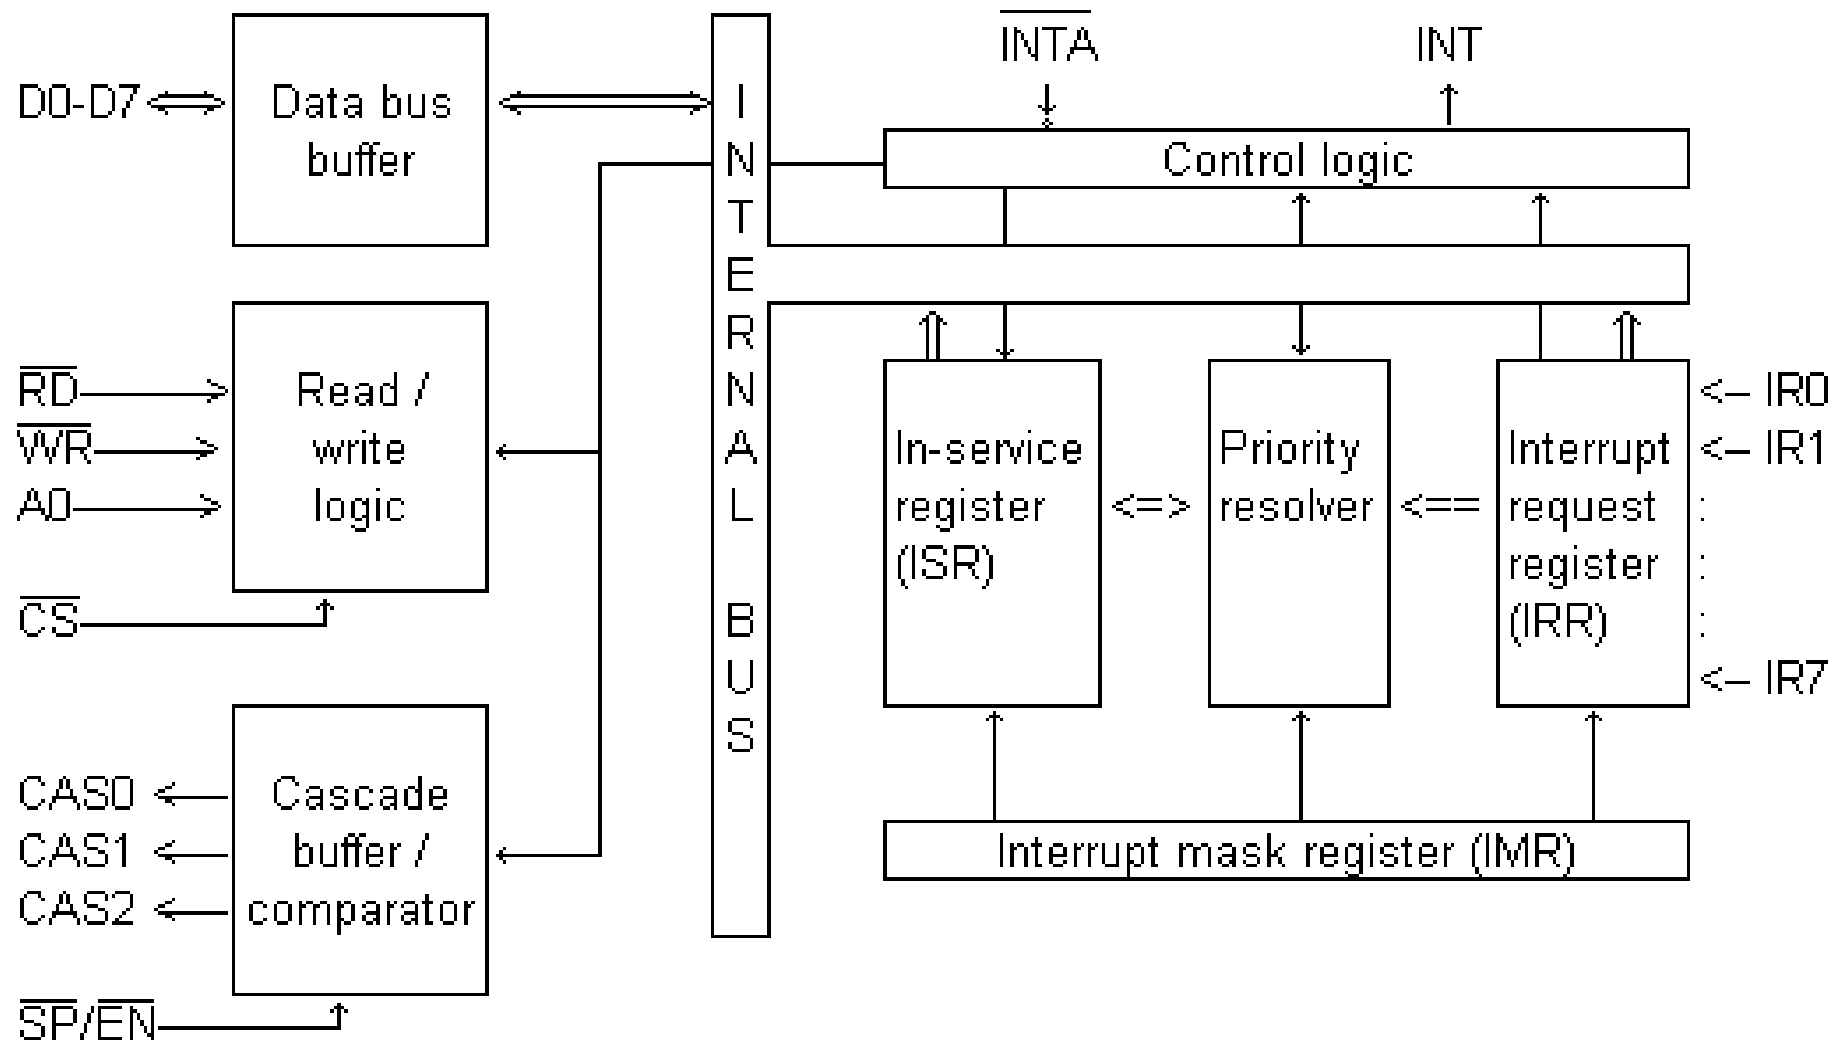 D0-D7
Data bus
buffer
RD
WR
A0
CS
Read /
write
logic
CAS0
CAS1
CAS2
SP/EN
Cascade
buffer /
comparator
INTERNAL BUS
INTA
INT
Control logic
In-service
register
(ISR)
Priority
resolver
Interrupt
request
register
(IRR)
<– IR0
<– IR1
:
:
:
<– IR7
<=>
<==
Interrupt mask register (IMR)